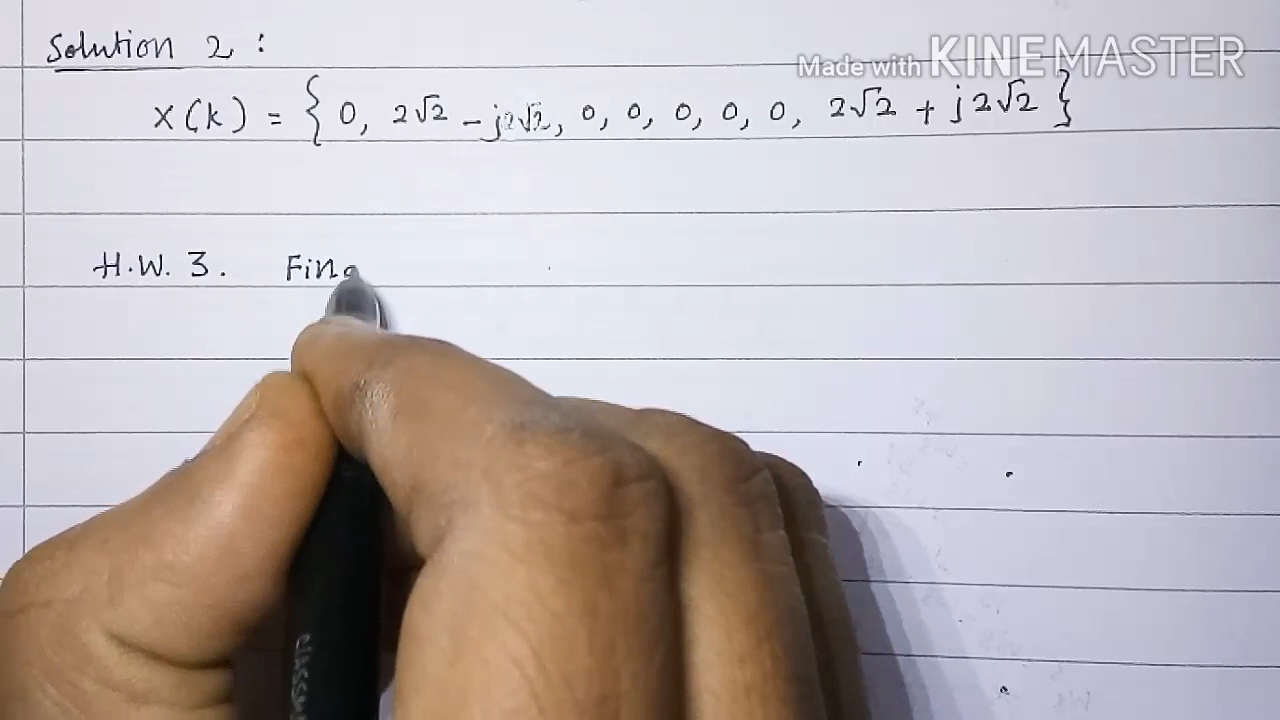 Solution 2 :
Made with KINEMASTER
X(k) = { 0, 2√2 - j2√2, 0, 0, 0, 0, 0, 2√2 + j2√2 }
H.W. 3. Find